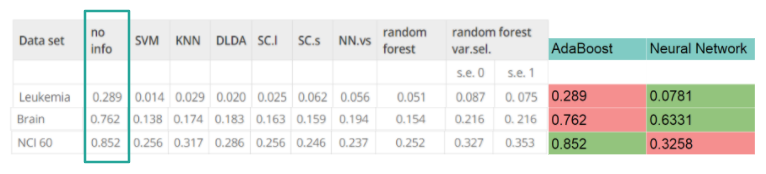 Data set no info SVM KNN DLDA SC.l SC.s NN.vs random forest random forest var.sel. AdaBoost Neural Network
s.e. 0 s.e. 1
Leukemia 0.289 0.014 0.029 0.020 0.025 0.062 0.056 0.051 0.087 0. 075 0.289 0.0781
Brain 0.762 0.138 0.174 0.183 0.163 0.159 0.194 0.154 0.216 0. 216 0.762 0.6331
NCI 60 0.852 0.256 0.317 0.286 0.256 0.246 0.237 0.252 0.327 0.353 0.852 0.3258